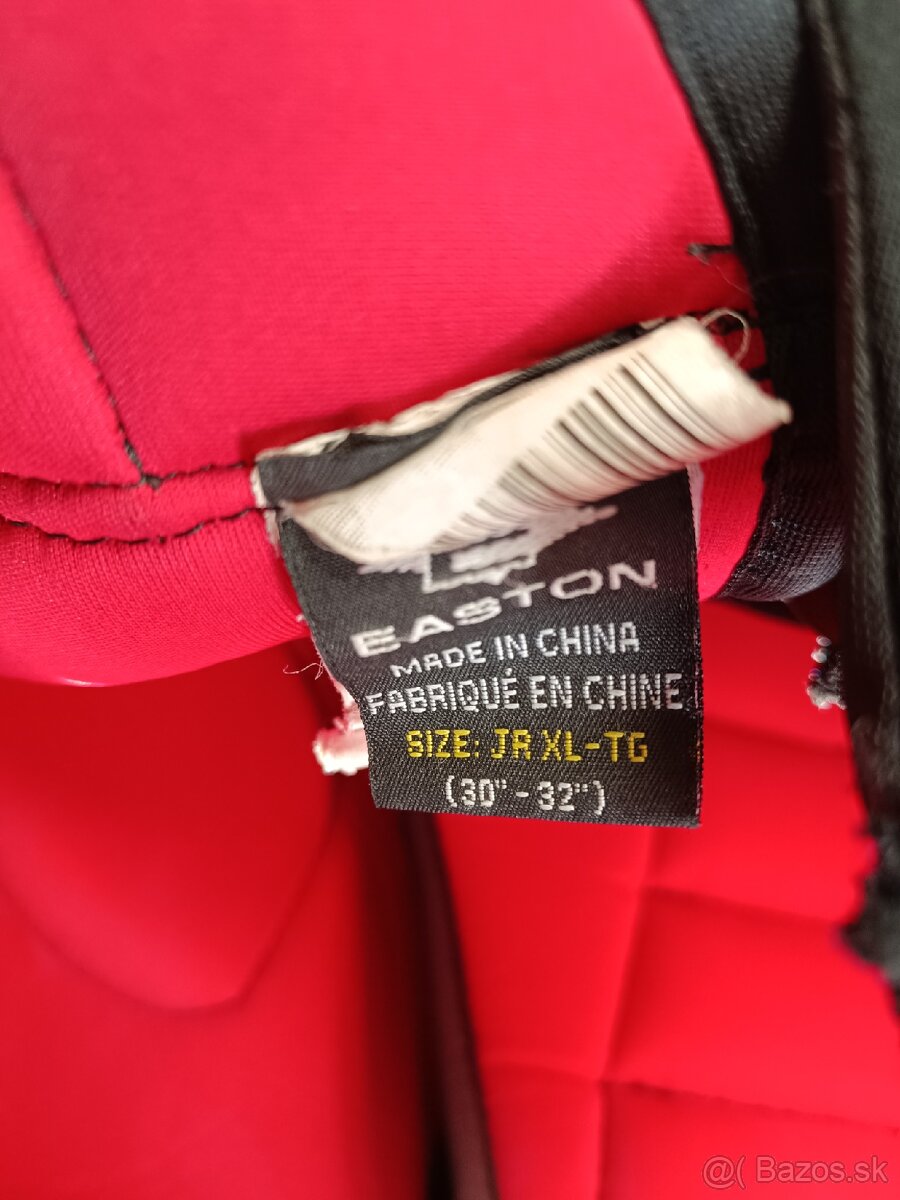 EASTON
MADE IN CHINA
FABRIQUÉ EN CHINE
SIZE: JR XL-TG
(30" - 32")
@( Bazos.sk